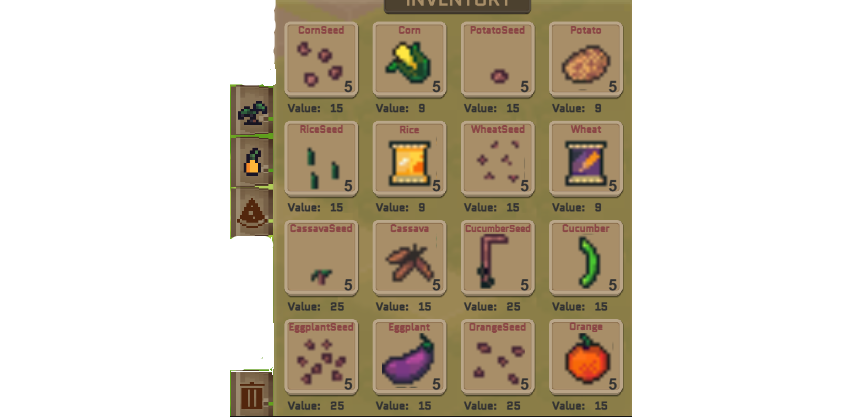 INVENTORY
CornSeed Corn PotatoSeed Potato
5 5 5 5
Value: 15 Value: 9 Value: 15 Value: 9
RiceSeed Rice WheatSeed Wheat
5 5 5 5
Value: 15 Value: 9 Value: 15 Value: 9
CassavaSeed Cassava CucumberSeed Cucumber
5 5 5 5
Value: 25 Value: 15 Value: 25 Value: 15
EggplantSeed Eggplant OrangeSeed Orange
5 5 5 5
Value: 25 Value: 15 Value: 25 Value: 15